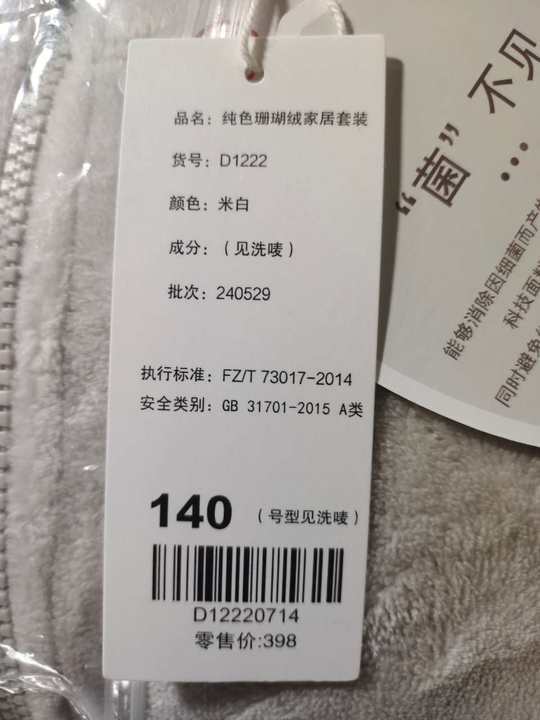 品名：纯色珊瑚绒家居套装
货号：D1222
颜色：米白
成分：（见洗唛）
批次：240529
执行标准：FZ/T 73017-2014
安全类别：GB 31701-2015 A类
140 （号型见洗唛）
D12220714
零售价:398
“菌”不见
...
能够消除因细菌而产生
科技面料
同时避免